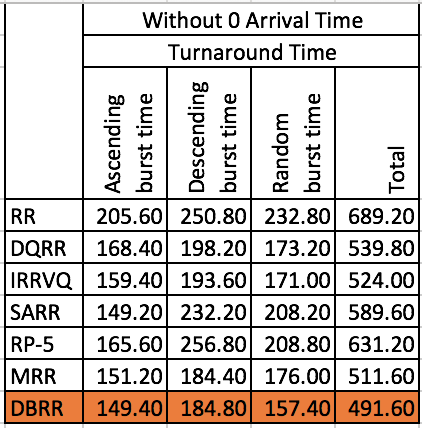 Without 0 Arrival Time
Turnaround Time
Ascending burst time Descending burst time Random burst time Total
RR 205.60 250.80 232.80 689.20
DQRR 168.40 198.20 173.20 539.80
IRRVQ 159.40 193.60 171.00 524.00
SARR 149.20 232.20 208.20 589.60
RP-5 165.60 256.80 208.80 631.20
MRR 151.20 184.40 176.00 511.60
DBRR 149.40 184.80 157.40 491.60